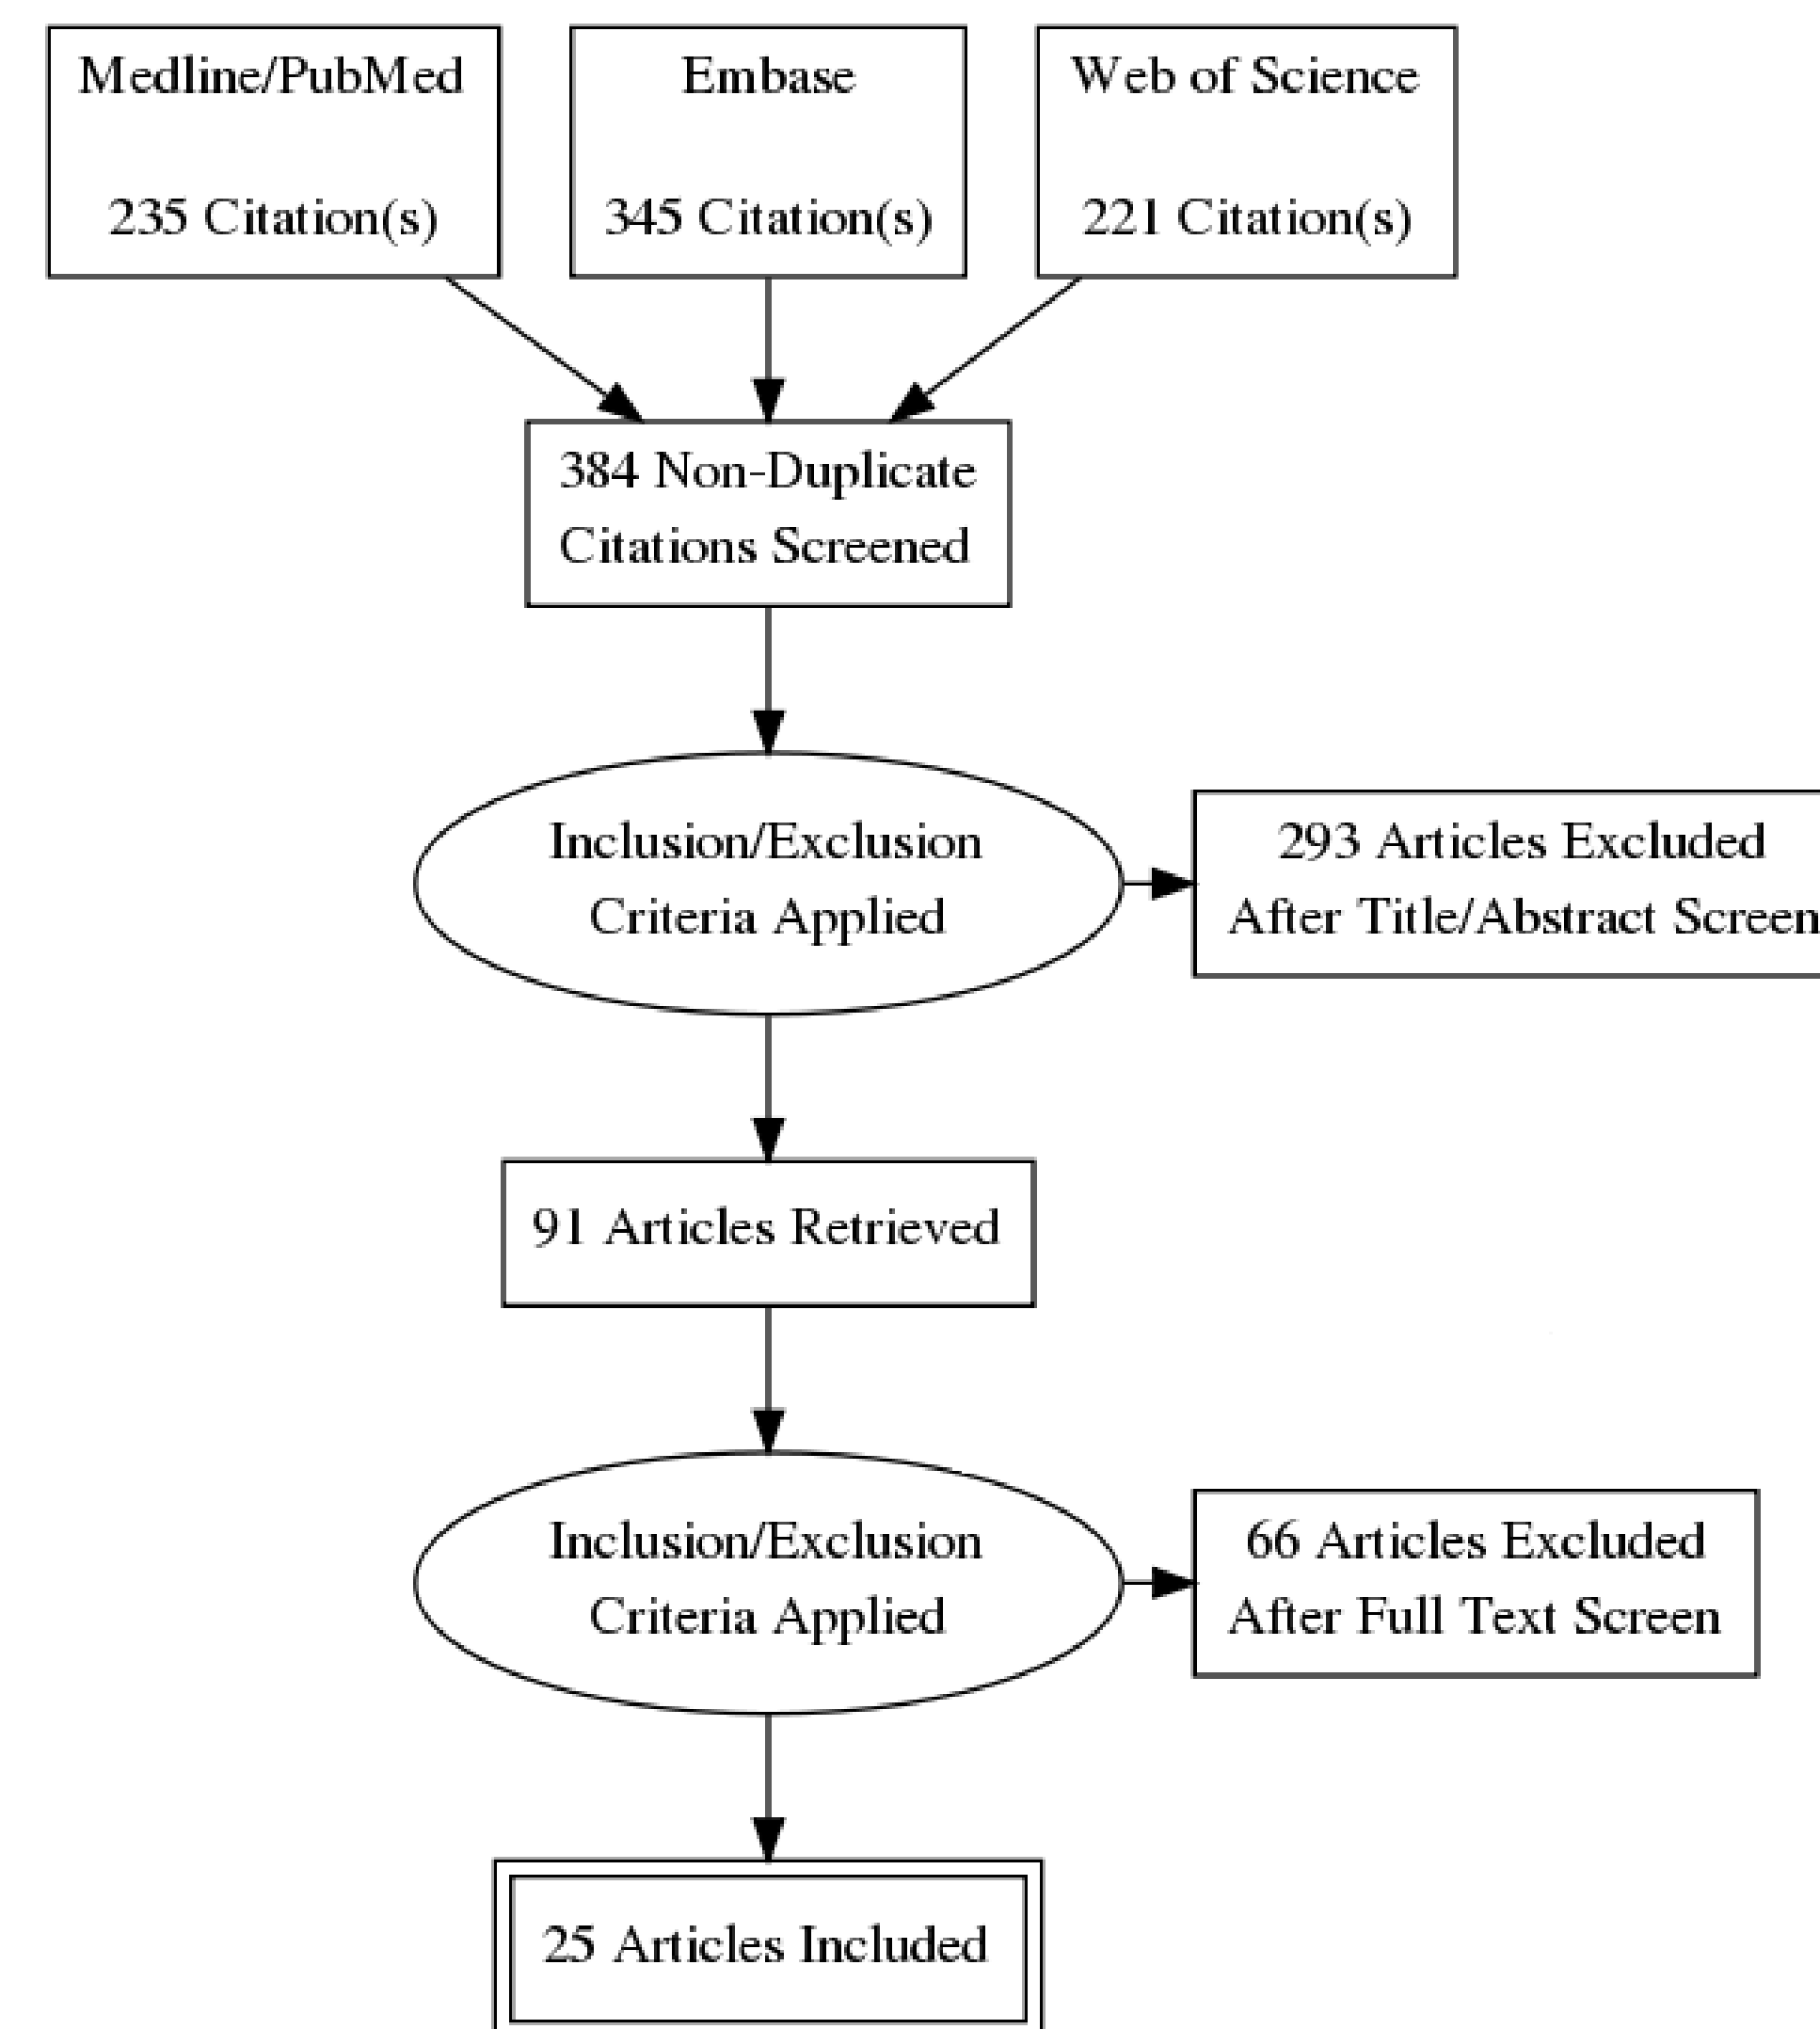 Medline/PubMed
235 Citation(s)
Embase
345 Citation(s)
Web of Science
221 Citation(s)
384 Non-Duplicate
Citations Screened
Inclusion/Exclusion
Criteria Applied
293 Articles Excluded
After Title/Abstract Screen
91 Articles Retrieved
Inclusion/Exclusion
Criteria Applied
66 Articles Excluded
After Full Text Screen
25 Articles Included